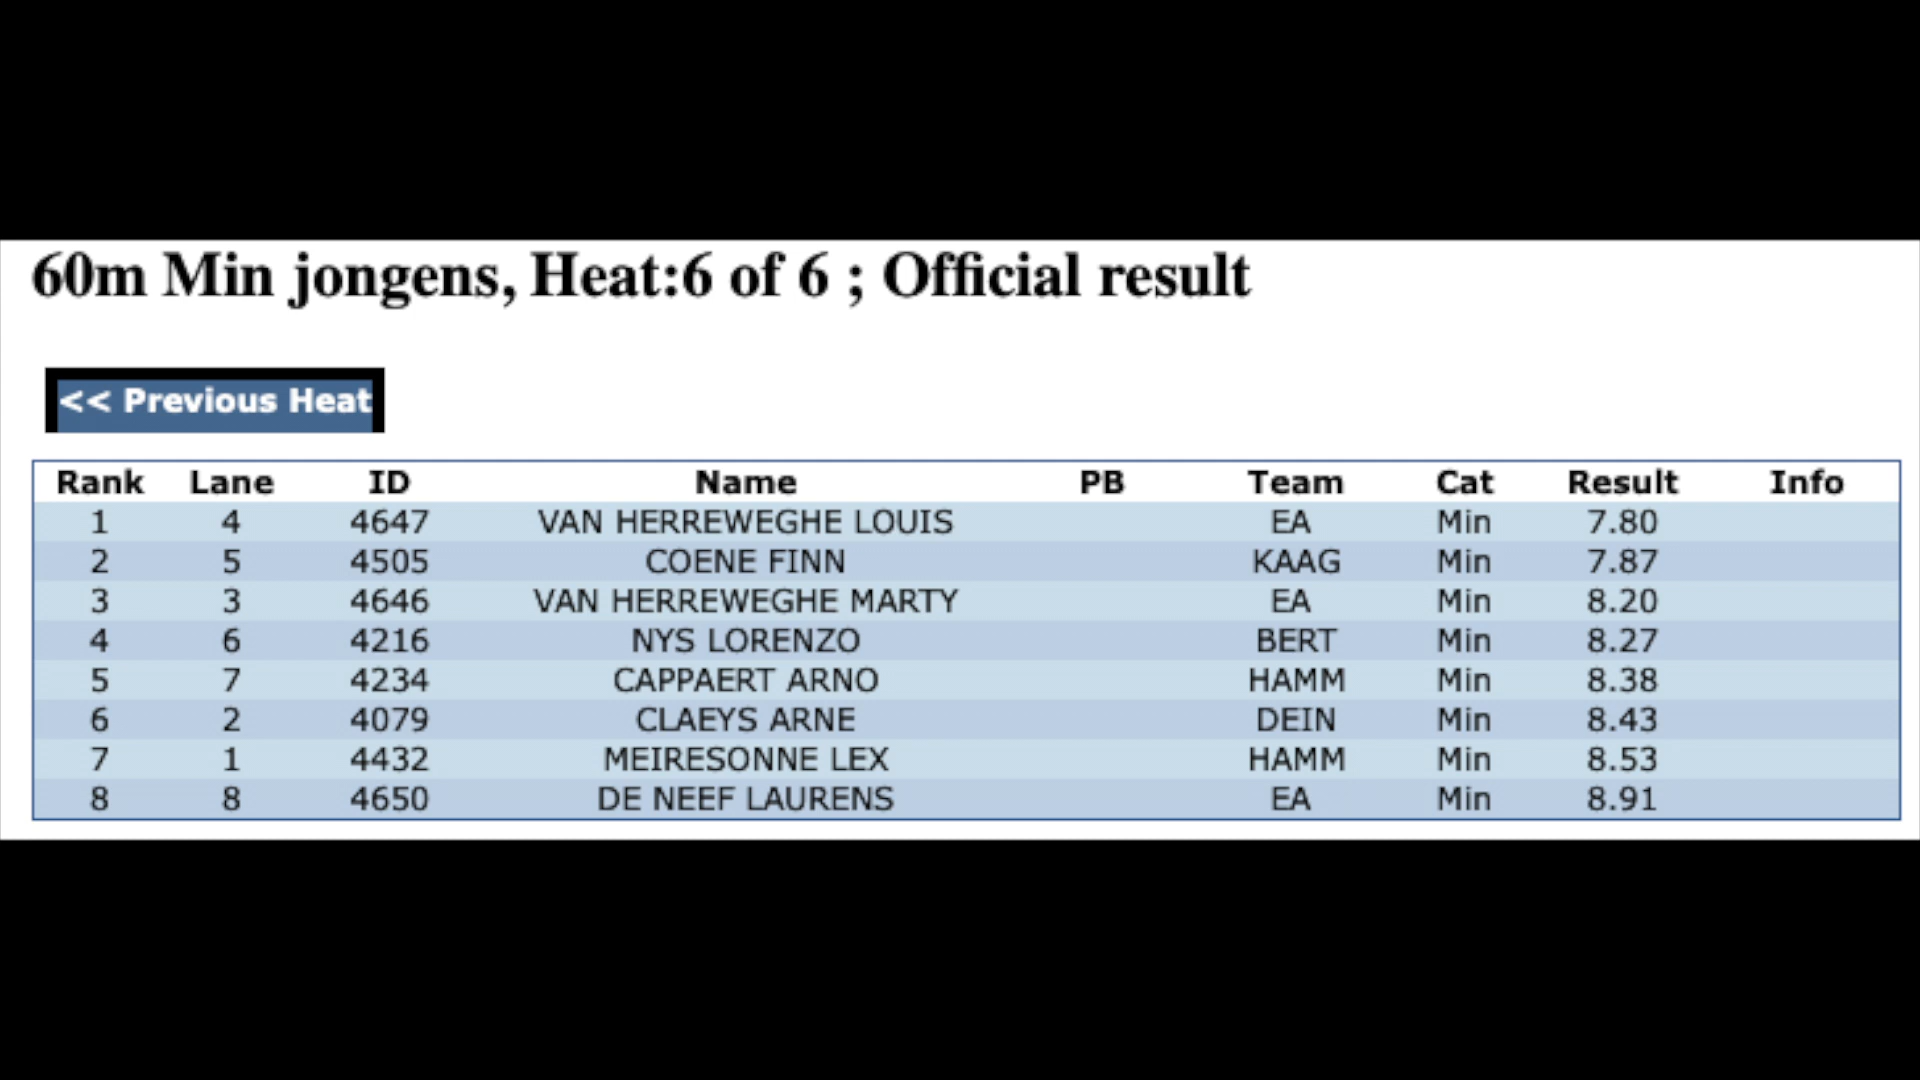 60m Min jongens, Heat:6 of 6 ; Official result
<< Previous Heat
Rank Lane ID Name PB Team Cat Result Info
1 4 4647 VAN HERREWEGHE LOUIS EA Min 7.80
2 5 4505 COENE FINN KAAG Min 7.87
3 3 4646 VAN HERREWEGHE MARTY EA Min 8.20
4 6 4216 NYS LORENZO BERT Min 8.27
5 7 4234 CAPPAERT ARNO HAMM Min 8.38
6 2 4079 CLAEYS ARNE DEIN Min 8.43
7 1 4432 MEIRESONNE LEX HAMM Min 8.53
8 8 4650 DE NEEF LAURENS EA Min 8.91